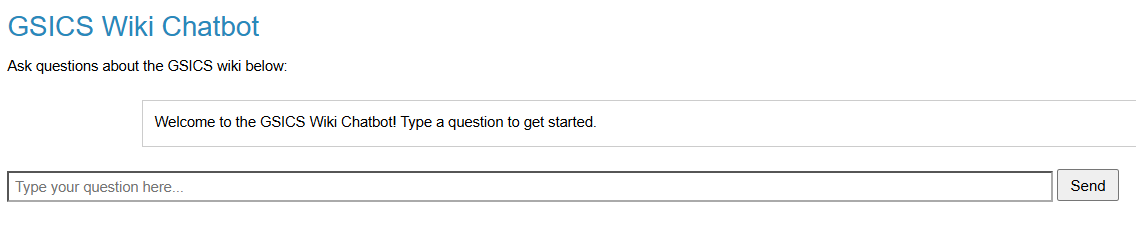 GSICS Wiki Chatbot
Ask questions about the GSICS wiki below:
Welcome to the GSICS Wiki Chatbot! Type a question to get started.
Type your question here... Send